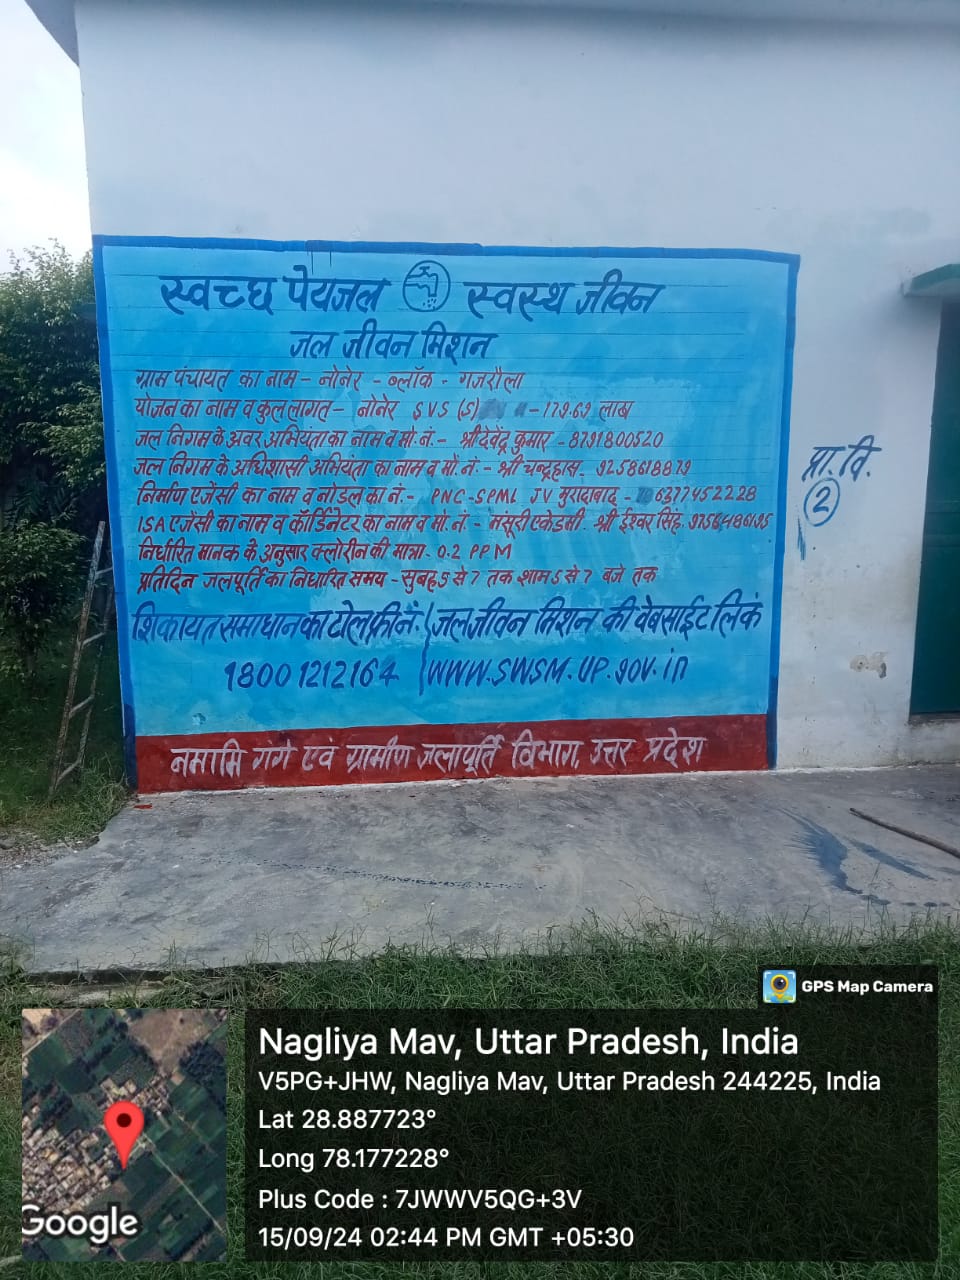 स्वच्छ पेयजल स्वस्थ जीवन
जल जीवन मिशन
ग्राम पंचायत का नाम - नोनेर - ब्लॉक - गजरौला
योजन का नाम व कुल लागत - नोनेर SVS (S) - 179.69 लाख
जल निगम के अवर अभियंता का नाम व मो. नं. - श्री देवेंद्र कुमार - 8791800520
जल निगम के अधिशासी अभियंता का नाम व मो. नं. - श्री चन्द्रहास. 9258618879
निर्माण एजेंसी का नाम व नोडल का नं. - PNC-SPML JV मुरादाबाद - 6377452228
ISA एजेंसी का नाम व कॉर्डिनेटर का नाम व मो. नं. - मंसूरी एकेडमी. श्री ईश्वर सिंह.
निर्धारित मानक के अनुसार क्लोरीन की मात्रा - 0.2 PPM
प्रतिदिन जलपूर्ति का निर्धारित समय - सुबह 5 से 7 तक शाम 5 से 7 बजे तक
शिकायत समाधान का टोल फ्री नं. जल जीवन मिशन की वेबसाईट लिकं
1800 1212164 WWW.SWSM.UP.gov.in
नमामि गंगे एवं ग्रामीण जलापूर्ति विभाग, उत्तर प्रदेश
प्रा. वि.
2
GPS Map Camera
Nagliya Mav, Uttar Pradesh, India
V5PG+JHW, Nagliya Mav, Uttar Pradesh 244225, India
Lat 28.887723°
Long 78.177228°
Plus Code : 7JWWV5QG+3V
15/09/24 02:44 PM GMT +05:30
Google